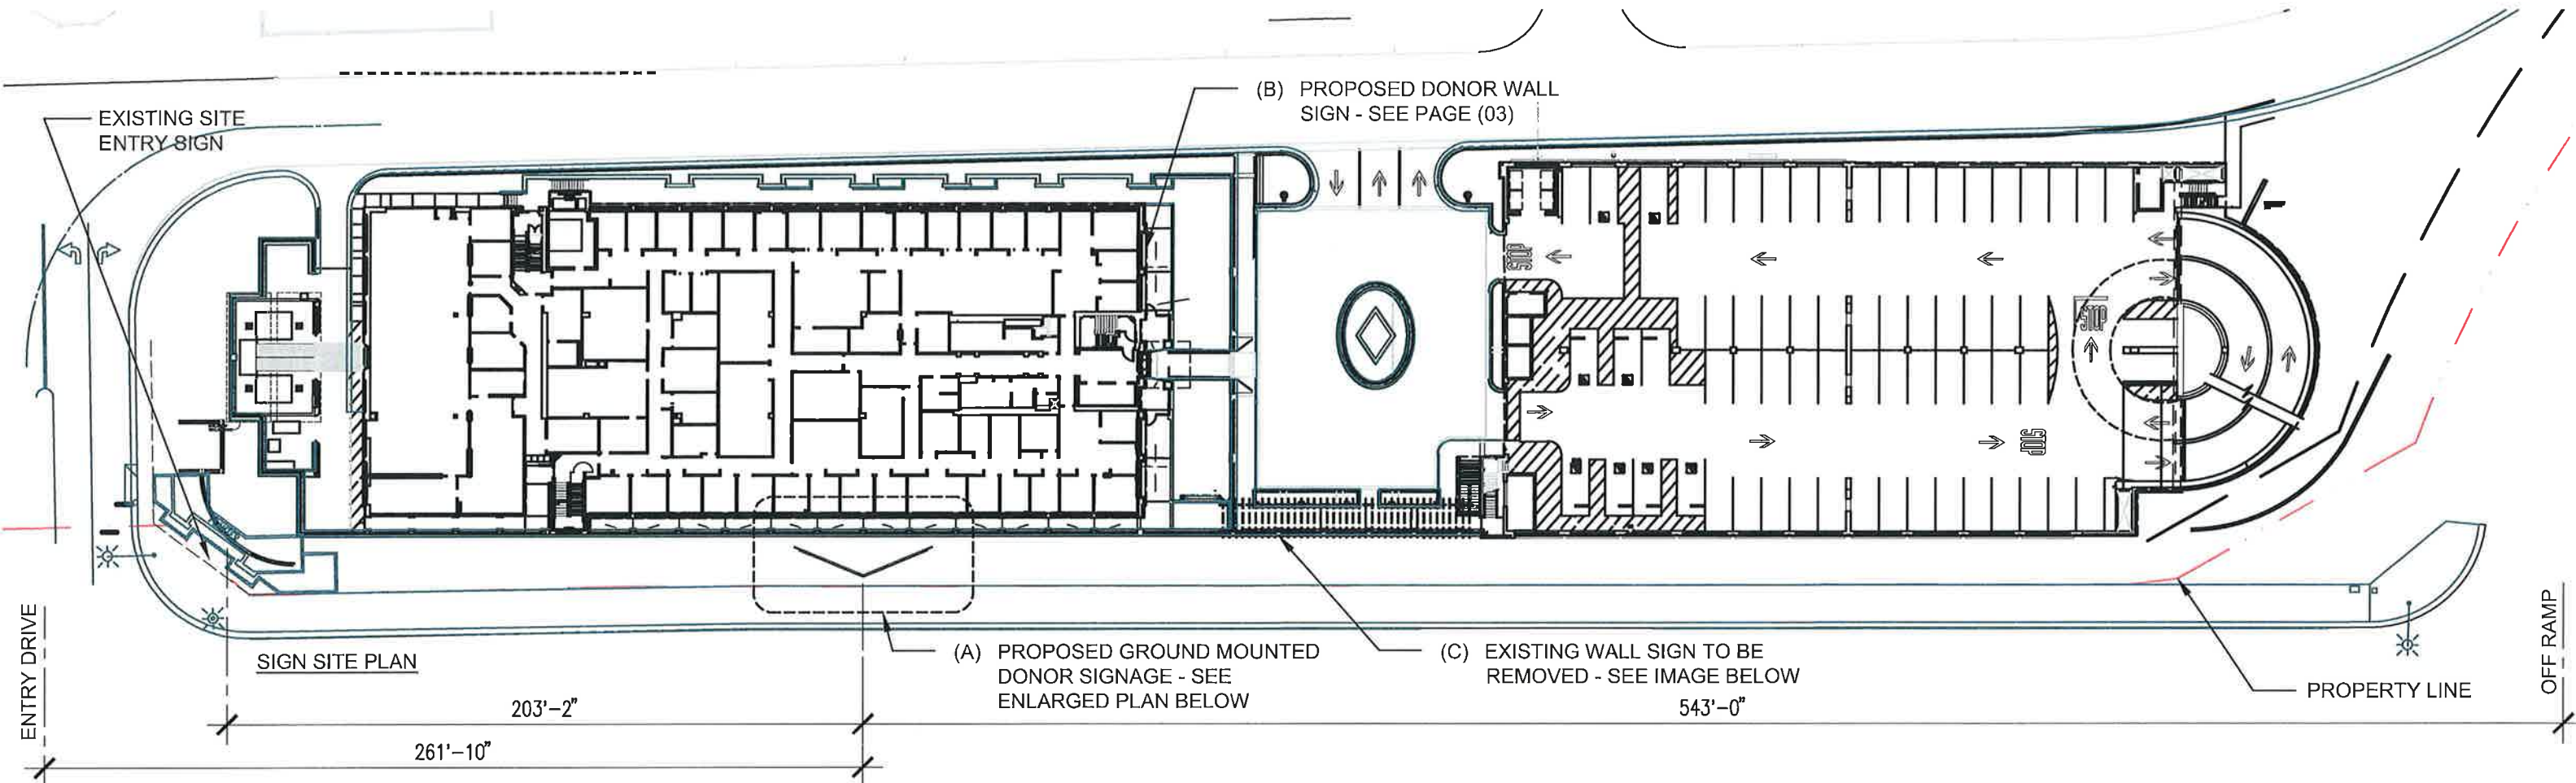 (B) PROPOSED DONOR WALL
SIGN - SEE PAGE (03)
EXISTING SITE
ENTRY SIGN
STOP
STOP
STOP
(A) PROPOSED GROUND MOUNTED
DONOR SIGNAGE - SEE
ENLARGED PLAN BELOW
(C) EXISTING WALL SIGN TO BE
REMOVED - SEE IMAGE BELOW
PROPERTY LINE
SIGN SITE PLAN
ENTRY DRIVE
OFF RAMP
203'-2"
543'-0"
261'-10"